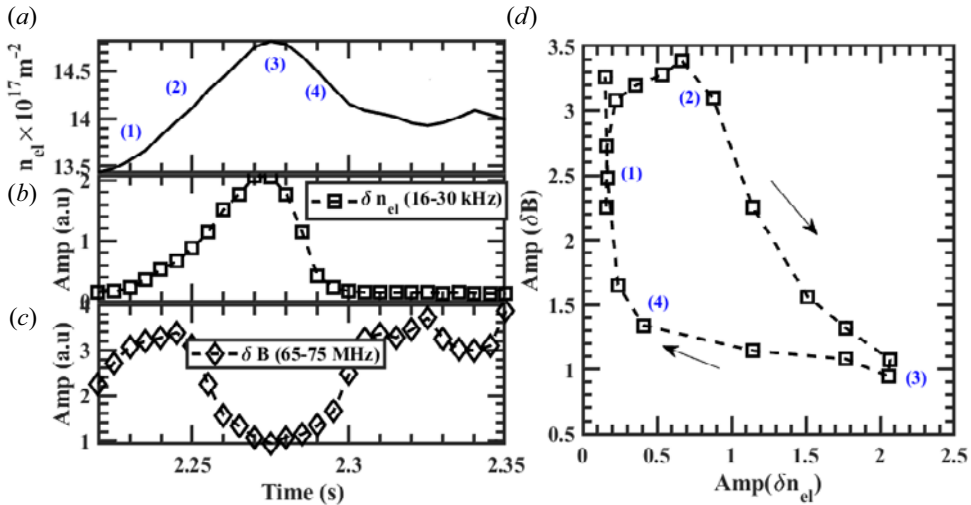 (a)
n_el × 10^17 m^-2
14.5
14
13.5
(1)
(2)
(3)
(4)
(b)
Amp (a.u)
2
1
0
δ n_el (16-30 kHz)
(c)
Amp (a.u)
4
3
2
1
δ B (65-75 MHz)
2.25
2.3
2.35
Time (s)
(d)
Amp (δB)
3.5
3
2.5
2
1.5
1
0.5
(2)
(1)
(4)
(3)
0
0.5
1
1.5
2
2.5
Amp(δn_el)